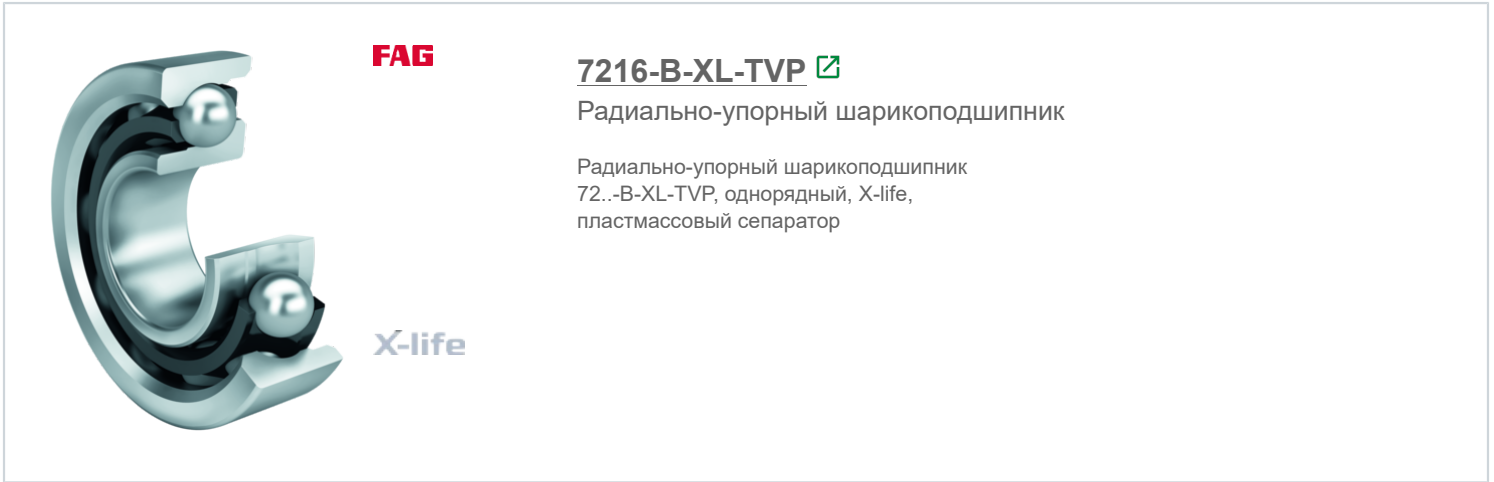 FAG
7216-B-XL-TVP
Радиально-упорный шарикоподшипник
Радиально-упорный шарикоподшипник
72..-B-XL-TVP, однорядный, X-life,
пластмассовый сепаратор
X-life